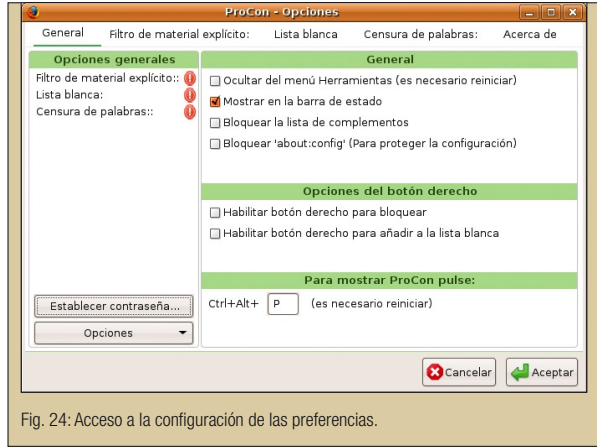 ProCon - Opciones
General Filtro de material explícito: Lista blanca Censura de palabras: Acerca de
Opciones generales
Filtro de material explícito::
Lista blanca:
Censura de palabras::
Establecer contraseña...
Opciones
General
Ocultar del menú Herramientas (es necesario reiniciar)
Mostrar en la barra de estado
Bloquear la lista de complementos
Bloquear 'about:config' (Para proteger la configuración)
Opciones del botón derecho
Habilitar botón derecho para bloquear
Habilitar botón derecho para añadir a la lista blanca
Para mostrar ProCon pulse:
Ctrl+Alt+ P (es necesario reiniciar)
Cancelar Aceptar
Fig. 24: Acceso a la configuración de las preferencias.